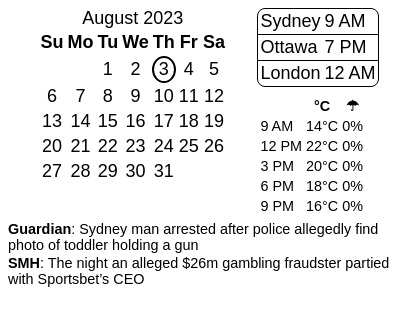 August 2023
Su Mo Tu We Th Fr Sa
1 2 3 4 5
6 7 8 9 10 11 12
13 14 15 16 17 18 19
20 21 22 23 24 25 26
27 28 29 30 31
Sydney 9 AM
Ottawa 7 PM
London 12 AM
°C ☂
9 AM 14°C 0%
12 PM 22°C 0%
3 PM 20°C 0%
6 PM 18°C 0%
9 PM 16°C 0%
Guardian: Sydney man arrested after police allegedly find
photo of toddler holding a gun
SMH: The night an alleged $26m gambling fraudster partied
with Sportsbet’s CEO